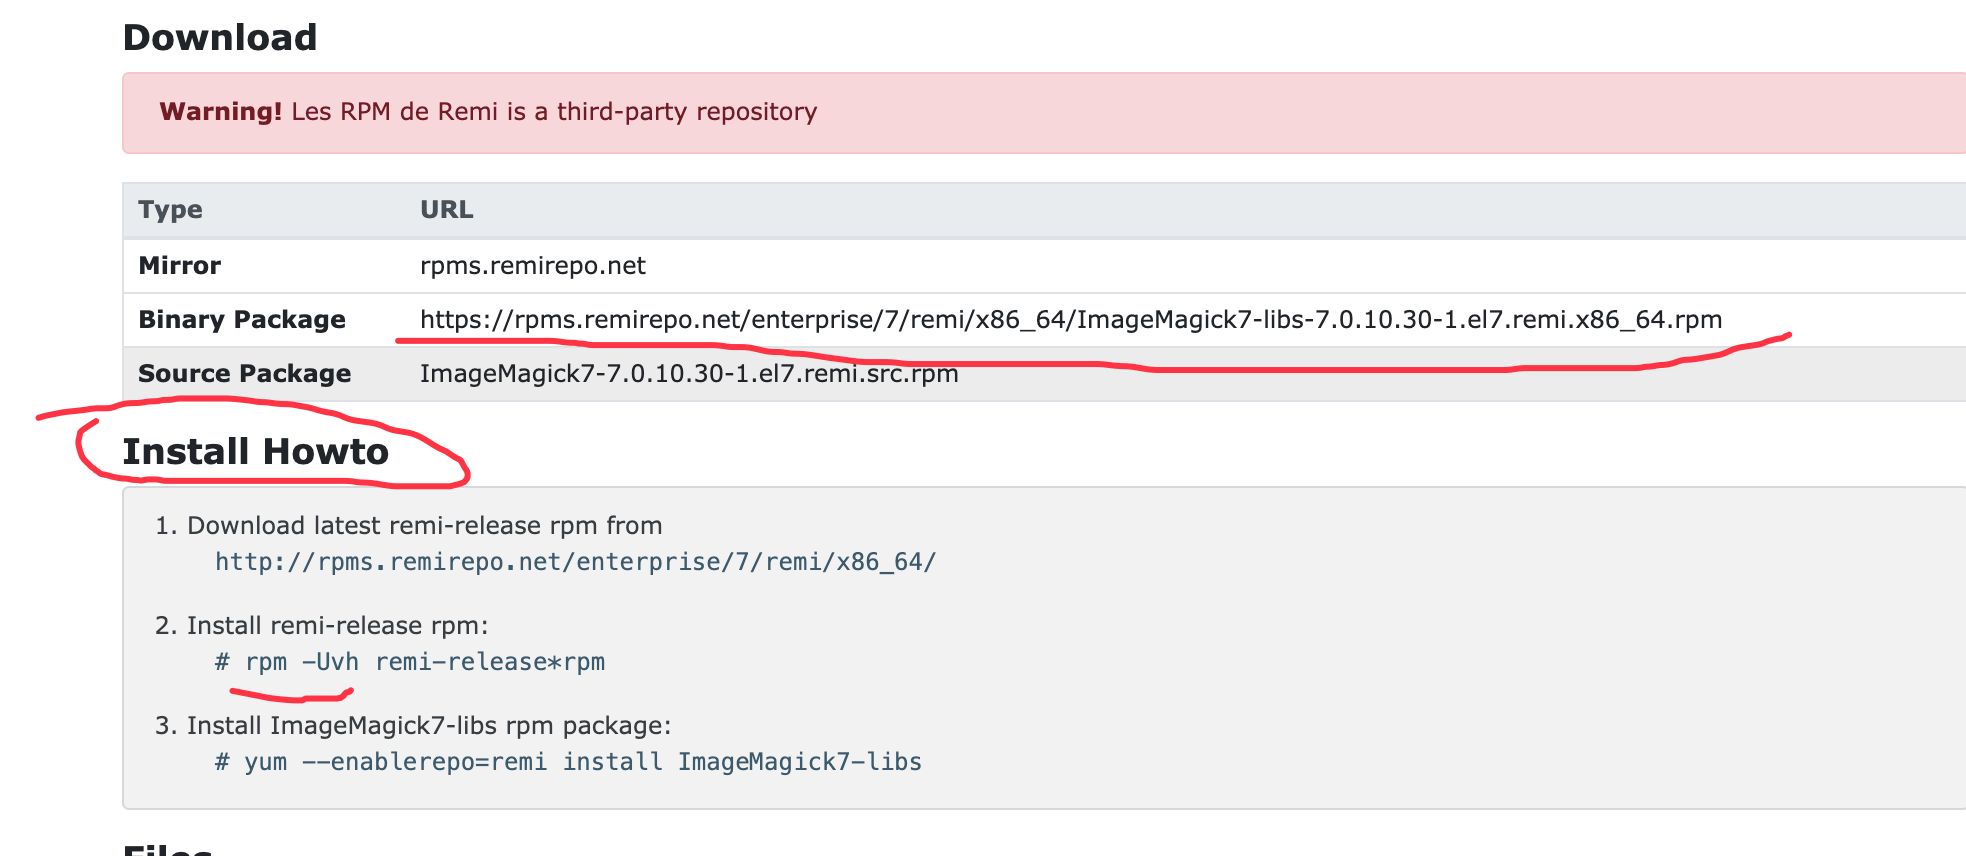 Download
Warning! Les RPM de Remi is a third-party repository
Type URL
Mirror rpms.remirepo.net
Binary Package https://rpms.remirepo.net/enterprise/7/remi/x86_64/ImageMagick7-libs-7.0.10.30-1.el7.remi.x86_64.rpm
Source Package ImageMagick7-7.0.10.30-1.el7.remi.src.rpm
Install Howto
1. Download latest remi-release rpm from
http://rpms.remirepo.net/enterprise/7/remi/x86_64/
2. Install remi-release rpm:
# rpm -Uvh remi-release*rpm
3. Install ImageMagick7-libs rpm package:
# yum --enablerepo=remi install ImageMagick7-libs
Files